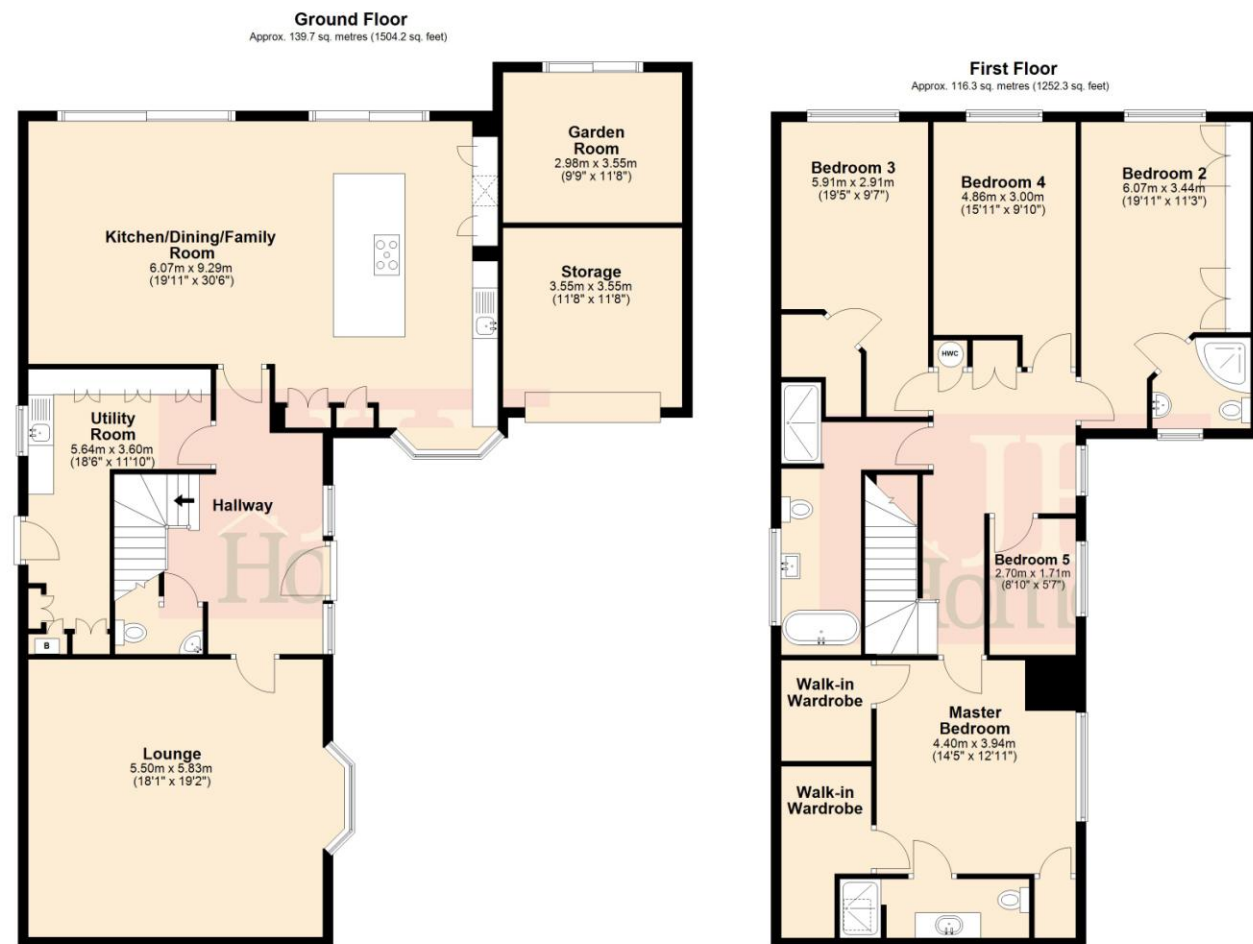 Ground Floor
Approx. 139.7 sq. metres (1504.2 sq. feet)
Garden
Room
2.98m x 3.55m
(9'9" x 11'8")
Kitchen/Dining/Family
Room
6.07m x 9.29m
(19'11" x 30'6")
Storage
3.55m x 3.55m
(11'8" x 11'8")
Utility
Room
5.64m x 3.60m
(18'6" x 11'10")
Hallway
Ho
B
Lounge
5.50m x 5.83m
(18'1" x 19'2")
First Floor
Approx. 116.3 sq. metres (1252.3 sq. feet)
Bedroom 3
5.91m x 2.91m
(19'5" x 9'7")
Bedroom 4
4.86m x 3.00m
(15'11" x 9'10")
Bedroom 2
6.07m x 3.44m
(19'11" x 11'3")
HWC
Bedroom 5
2.70m x 1.71m
(8'10" x 5'7")
Hom
Walk-in
Wardrobe
Master
Bedroom
4.40m x 3.94m
(14'5" x 12'11")
Walk-in
Wardrobe